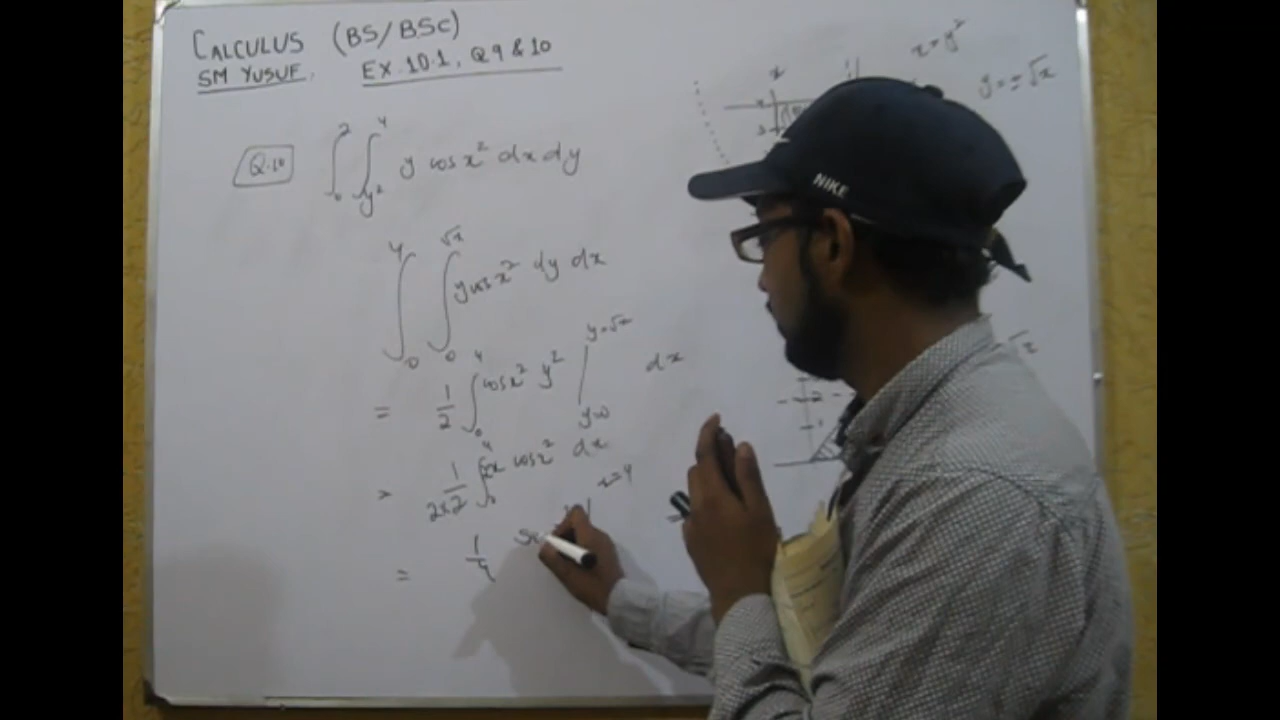 CALCULUS (BS/BSc)
SM YUSUF, EX.10.1, Q9 & 10
Q.10 ∫₀² ∫_{y²}⁴ y cos x² dx dy
∫₀⁴ ∫₀^{√x} y cos x² dy dx
= 1/2 ∫₀⁴ cos x² y² | y=√x y=0 dx
= 1/2×2 ∫₀⁴ 2x cos x² dx
= 1/4 x=4
x = y²
y = ± √x
NIKE